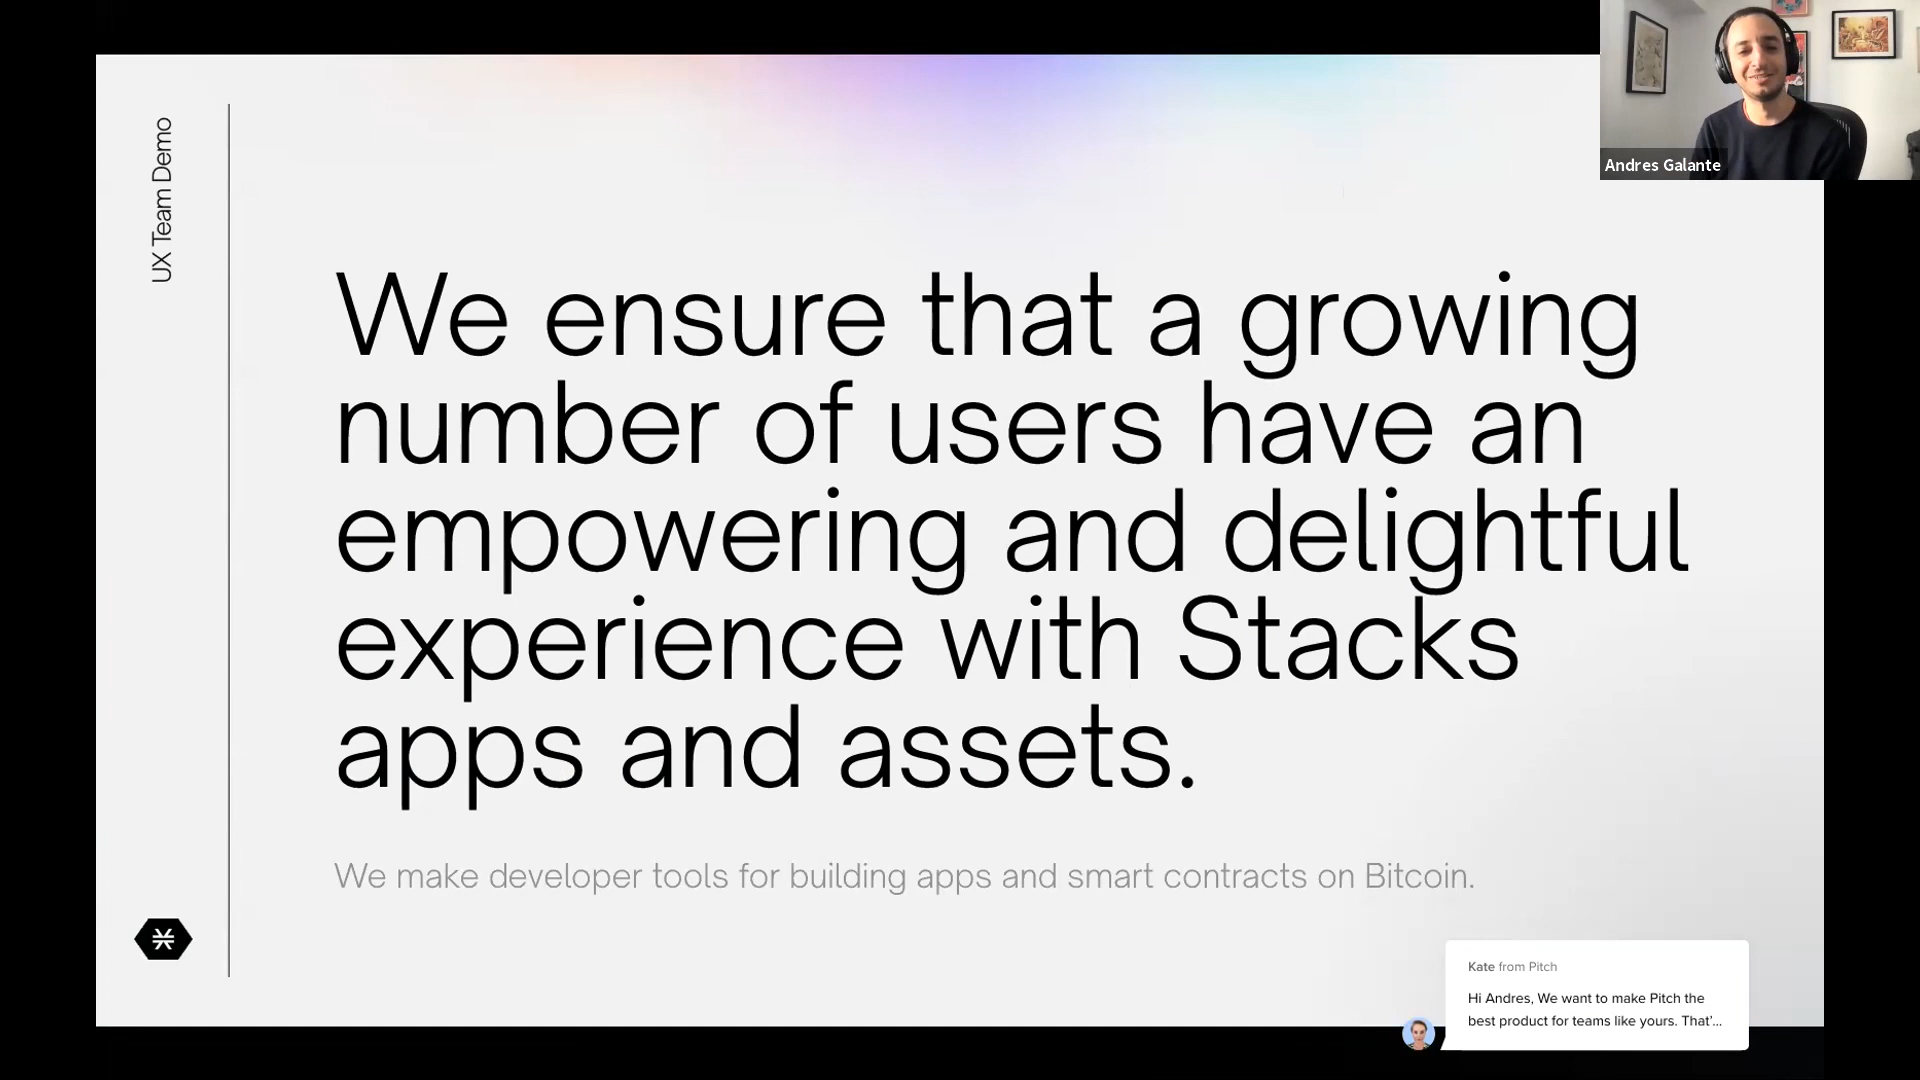 UX Team Demo
Andres Galante
We ensure that a growing
number of users have an
empowering and delightful
experience with Stacks
apps and assets.
We make developer tools for building apps and smart contracts on Bitcoin.
Kate from Pitch
Hi Andres, We want to make Pitch the
best product for teams like yours. That'...